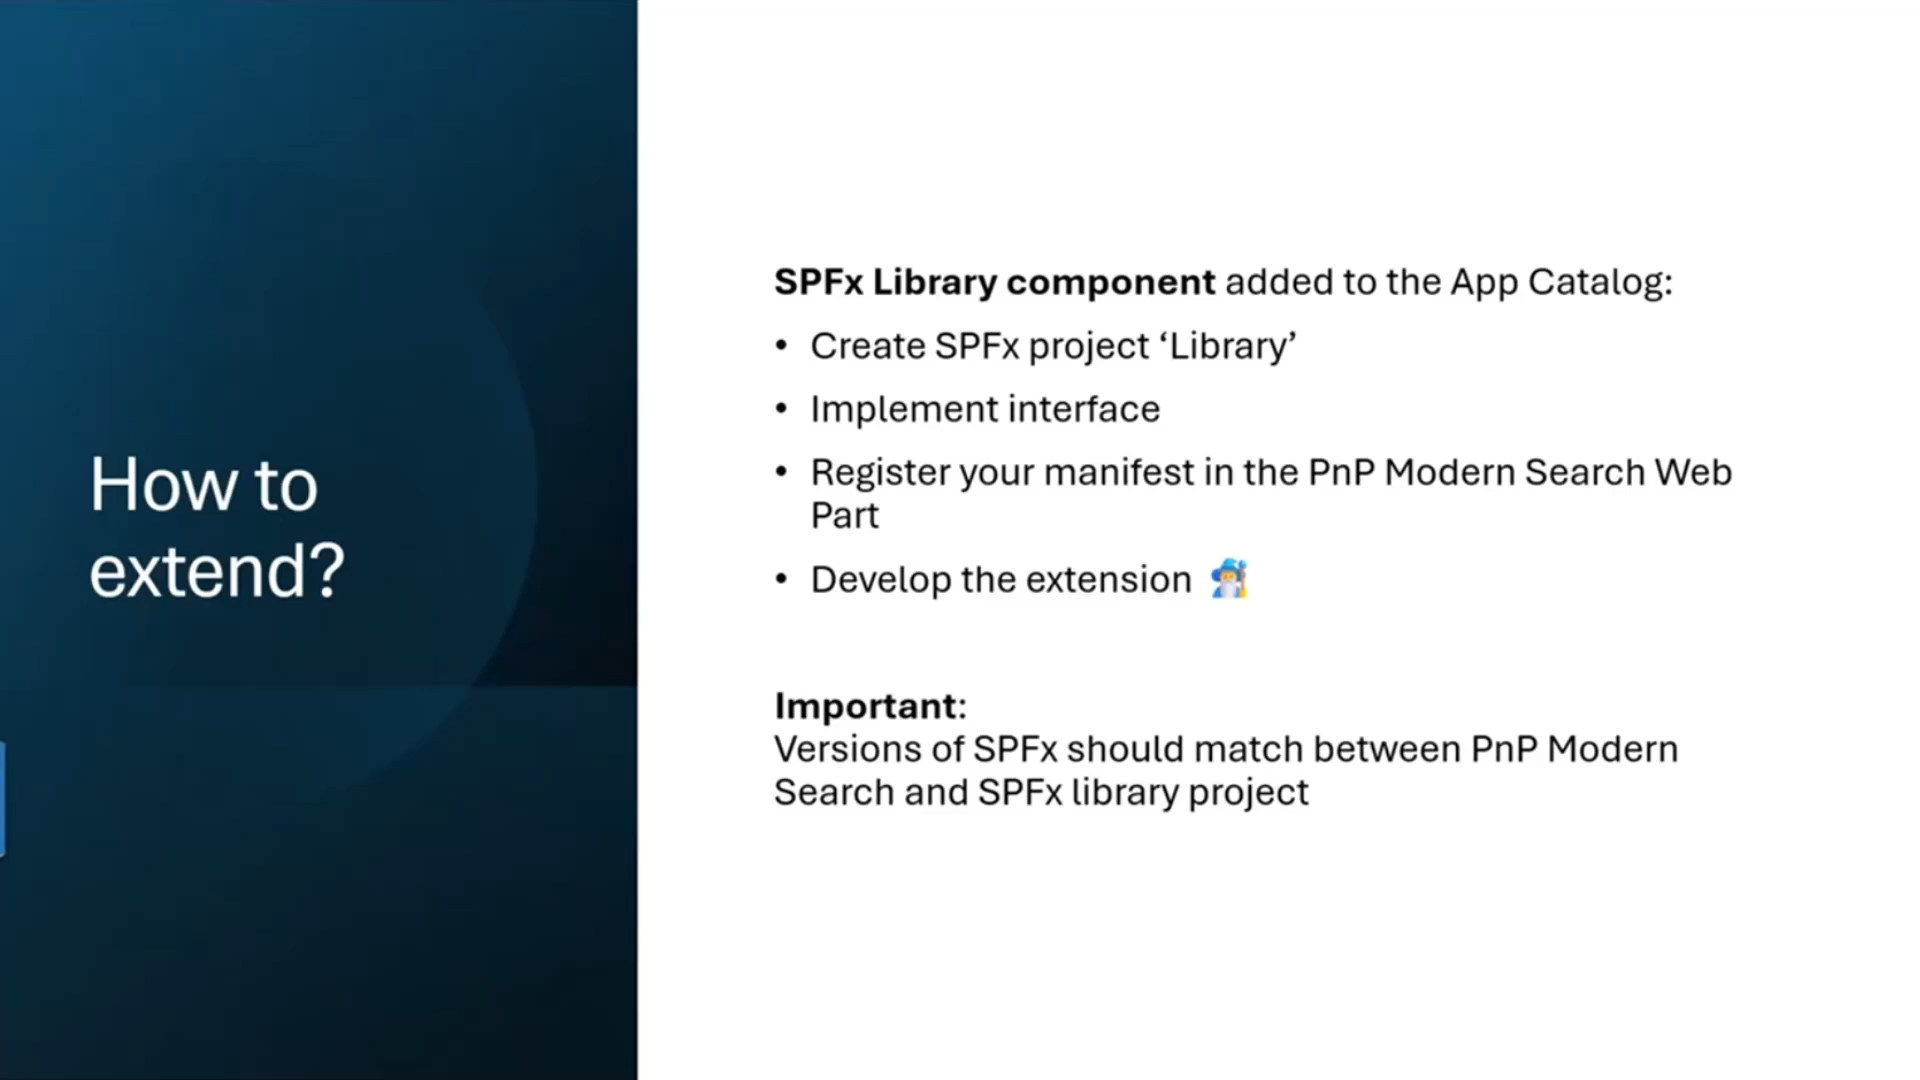 How to
extend?
SPFx Library component added to the App Catalog:
• Create SPFx project ‘Library’
• Implement interface
• Register your manifest in the PnP Modern Search Web
Part
• Develop the extension 🧙‍♂️
Important:
Versions of SPFx should match between PnP Modern
Search and SPFx library project